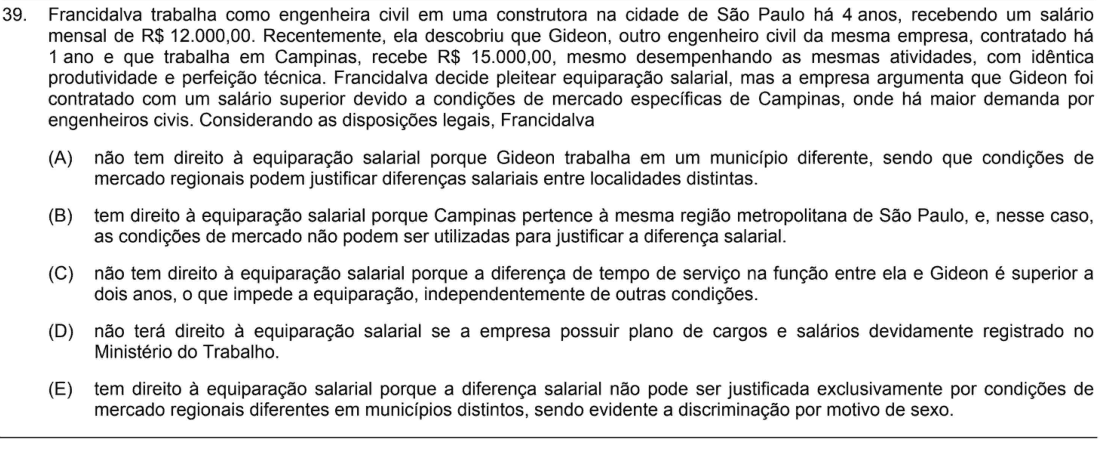 39. Francidalva trabalha como engenheira civil em uma construtora na cidade de São Paulo há 4 anos, recebendo um salário
mensal de R$ 12.000,00. Recentemente, ela descobriu que Gideon, outro engenheiro civil da mesma empresa, contratado há
1 ano e que trabalha em Campinas, recebe R$ 15.000,00, mesmo desempenhando as mesmas atividades, com idêntica
produtividade e perfeição técnica. Francidalva decide pleitear equiparação salarial, mas a empresa argumenta que Gideon foi
contratado com um salário superior devido a condições de mercado específicas de Campinas, onde há maior demanda por
engenheiros civis. Considerando as disposições legais, Francidalva
(A) não tem direito à equiparação salarial porque Gideon trabalha em um município diferente, sendo que condições de
mercado regionais podem justificar diferenças salariais entre localidades distintas.
(B) tem direito à equiparação salarial porque Campinas pertence à mesma região metropolitana de São Paulo, e, nesse caso,
as condições de mercado não podem ser utilizadas para justificar a diferença salarial.
(C) não tem direito à equiparação salarial porque a diferença de tempo de serviço na função entre ela e Gideon é superior a
dois anos, o que impede a equiparação, independentemente de outras condições.
(D) não terá direito à equiparação salarial se a empresa possuir plano de cargos e salários devidamente registrado no
Ministério do Trabalho.
(E) tem direito à equiparação salarial porque a diferença salarial não pode ser justificada exclusivamente por condições de
mercado regionais diferentes em municípios distintos, sendo evidente a discriminação por motivo de sexo.